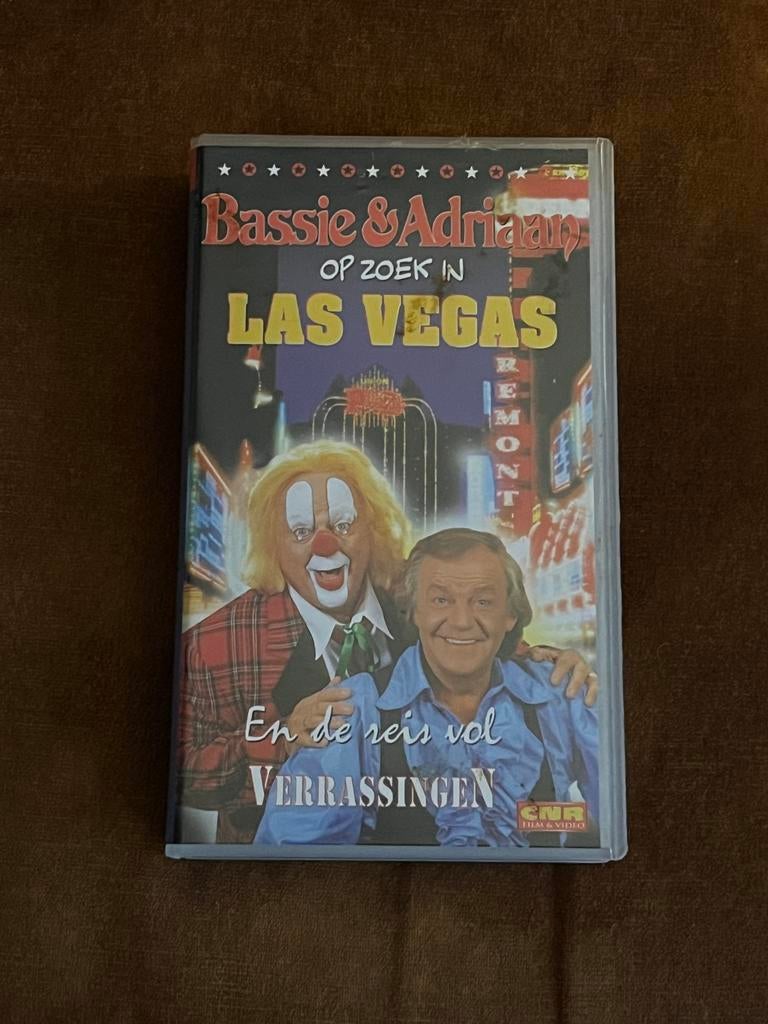 Bassie & Adriaan
OP ZOEK IN
LAS VEGAS
REMONT
En de reis vol
VERRASSINGEN
CNR
FILM & VIDEO